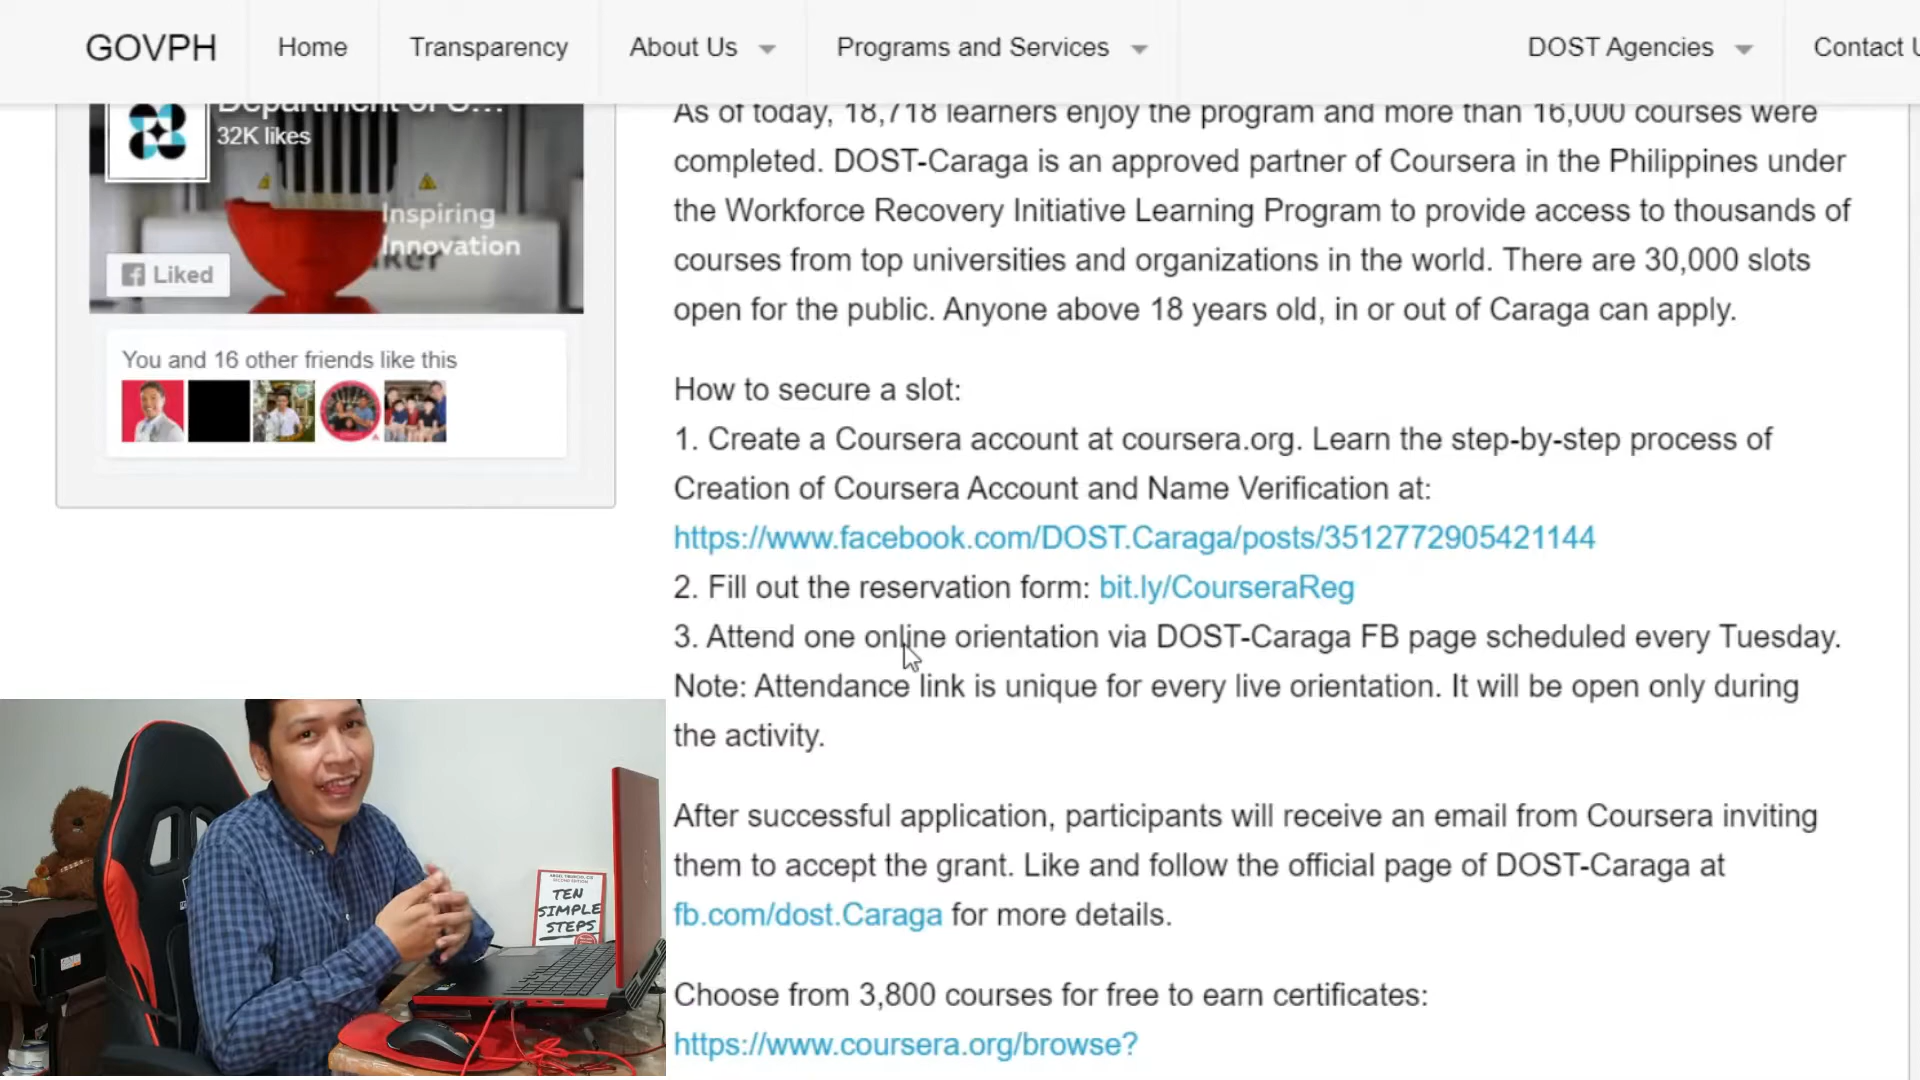 GOVPH Home Transparency About Us Programs and Services DOST Agencies Contact U
Department of
32K likes
Inspiring
Innovation
Liked
You and 16 other friends like this
As of today, 18,718 learners enjoy the program and more than 16,000 courses were
completed. DOST-Caraga is an approved partner of Coursera in the Philippines under
the Workforce Recovery Initiative Learning Program to provide access to thousands of
courses from top universities and organizations in the world. There are 30,000 slots
open for the public. Anyone above 18 years old, in or out of Caraga can apply.
How to secure a slot:
1. Create a Coursera account at coursera.org. Learn the step-by-step process of
Creation of Coursera Account and Name Verification at:
https://www.facebook.com/DOST.Caraga/posts/3512772905421144
2. Fill out the reservation form: bit.ly/CourseraReg
3. Attend one online orientation via DOST-Caraga FB page scheduled every Tuesday.
Note: Attendance link is unique for every live orientation. It will be open only during
the activity.
After successful application, participants will receive an email from Coursera inviting
them to accept the grant. Like and follow the official page of DOST-Caraga at
fb.com/dost.Caraga for more details.
Choose from 3,800 courses for free to earn certificates:
https://www.coursera.org/browse?
TEN
SIMPLE
STEPS